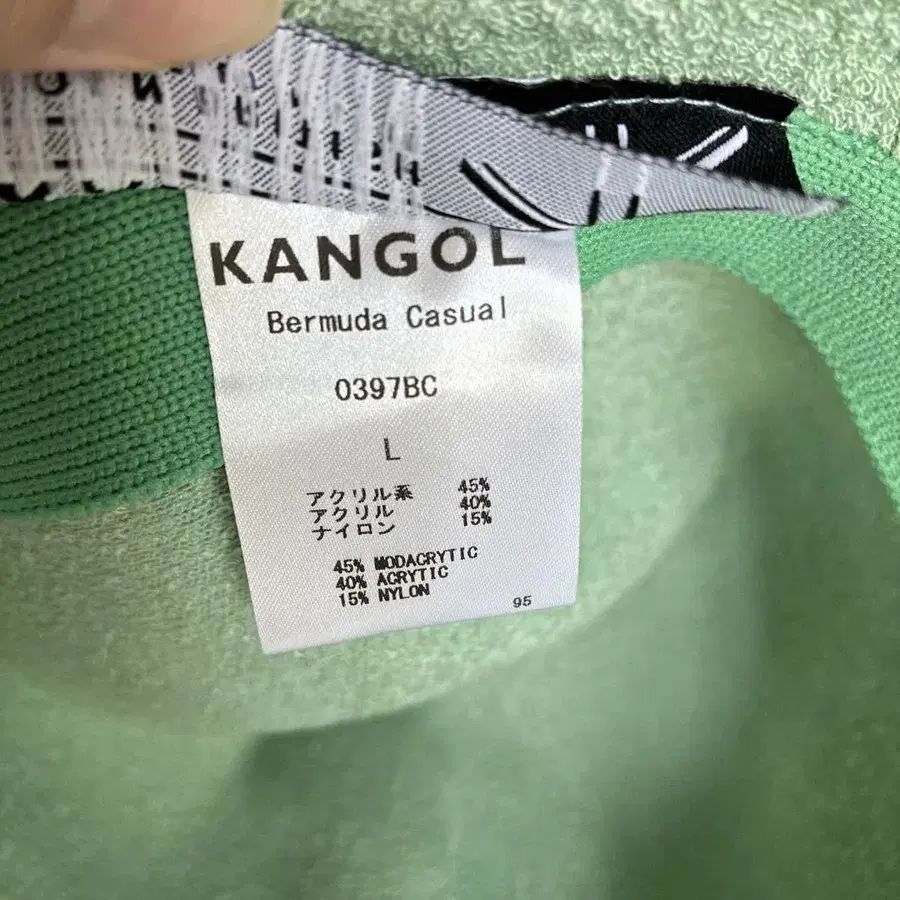 KANGOL
Bermuda Casual
0397BC
L
アクリル系 45%
アクリル 40%
ナイロン 15%
45% MODACRYTIC
40% ACRYTIC
15% NYLON
95